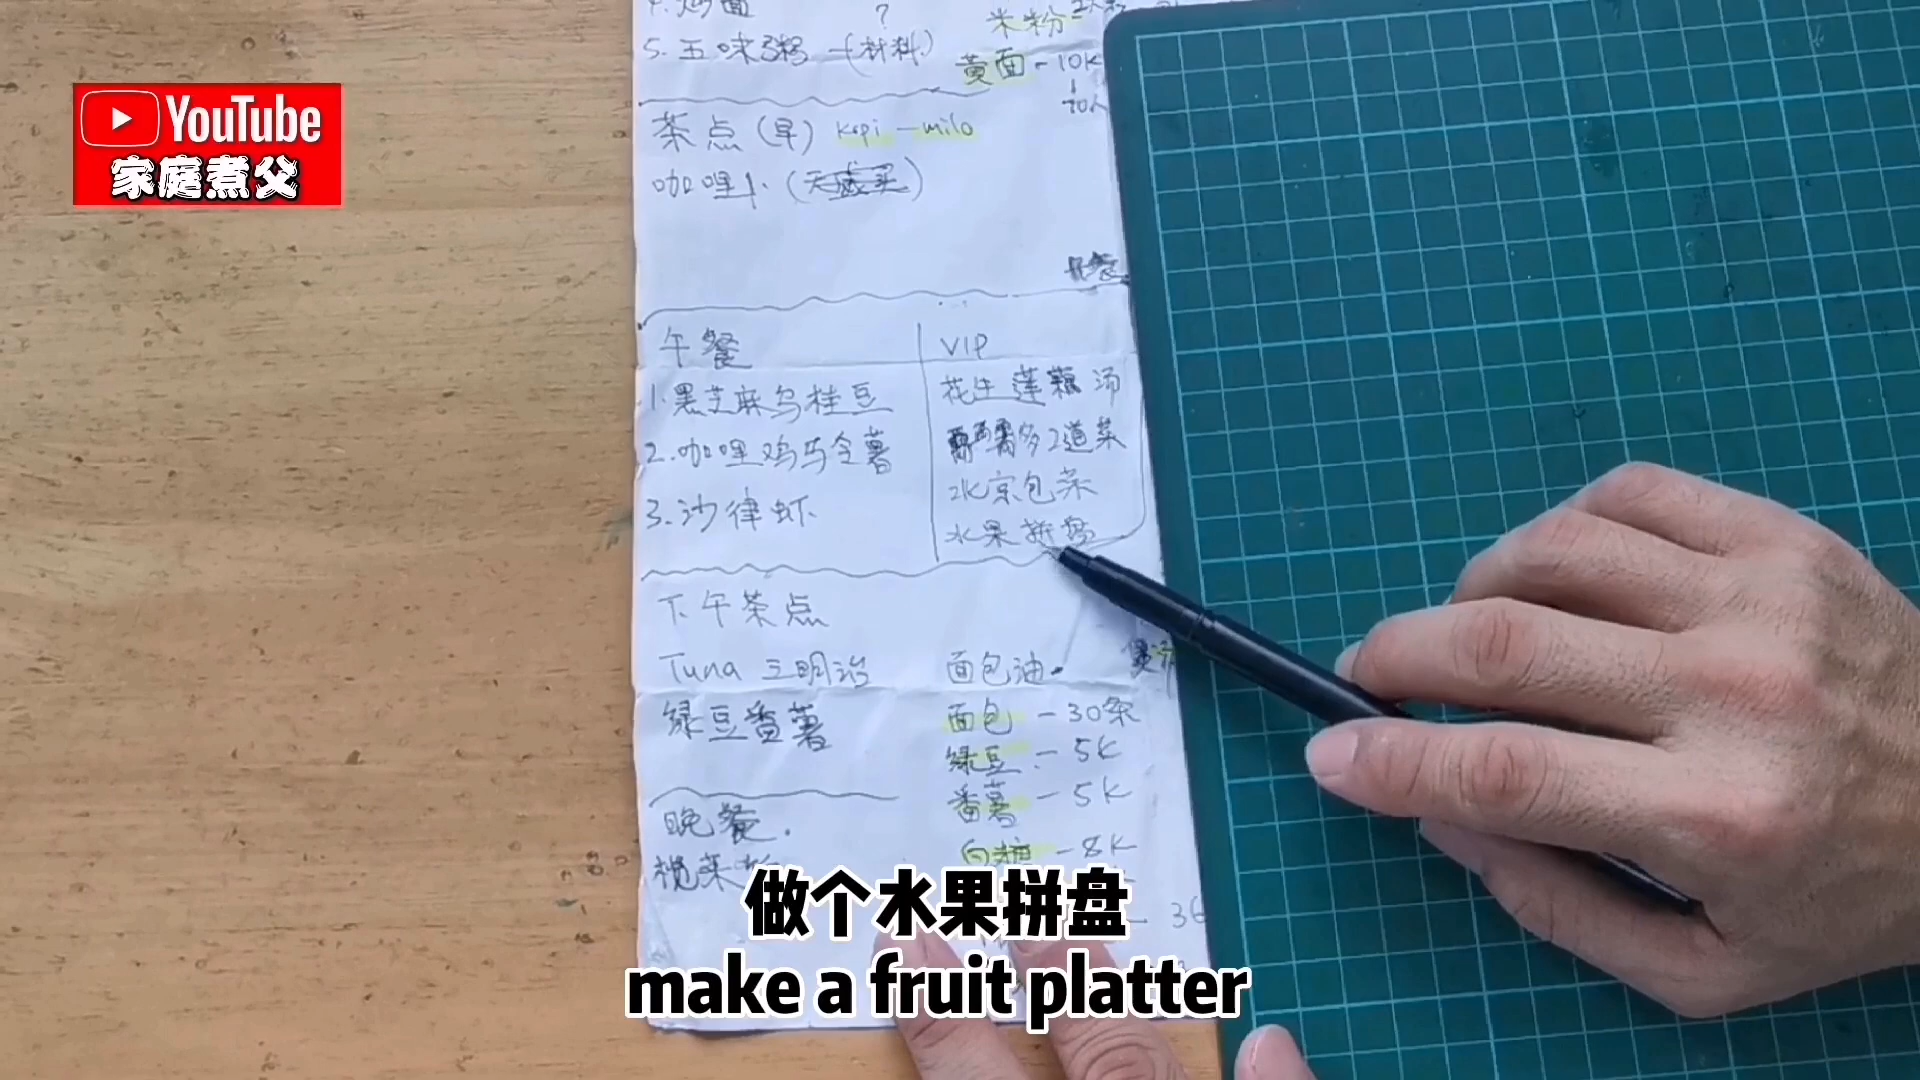 YouTube
家庭煮父
5. 五味粥 -(材料)
?
米粉
黄面 - 10K
茶点 (早) kopi - milo
咖哩
午餐
1. 黑芝麻乌桂豆
2. 咖哩鸡马仝薯
3. 沙律虾
VIP
花生莲藕汤
多2道菜
北京包菜
水果拼盘
下午茶点
Tuna 三明治
绿豆番薯
面包油
面包 - 30条
绿豆 - 5K
番薯 - 5K
白糖 - 8K
晚餐.
榄菜
做个水果拼盘
make a fruit platter